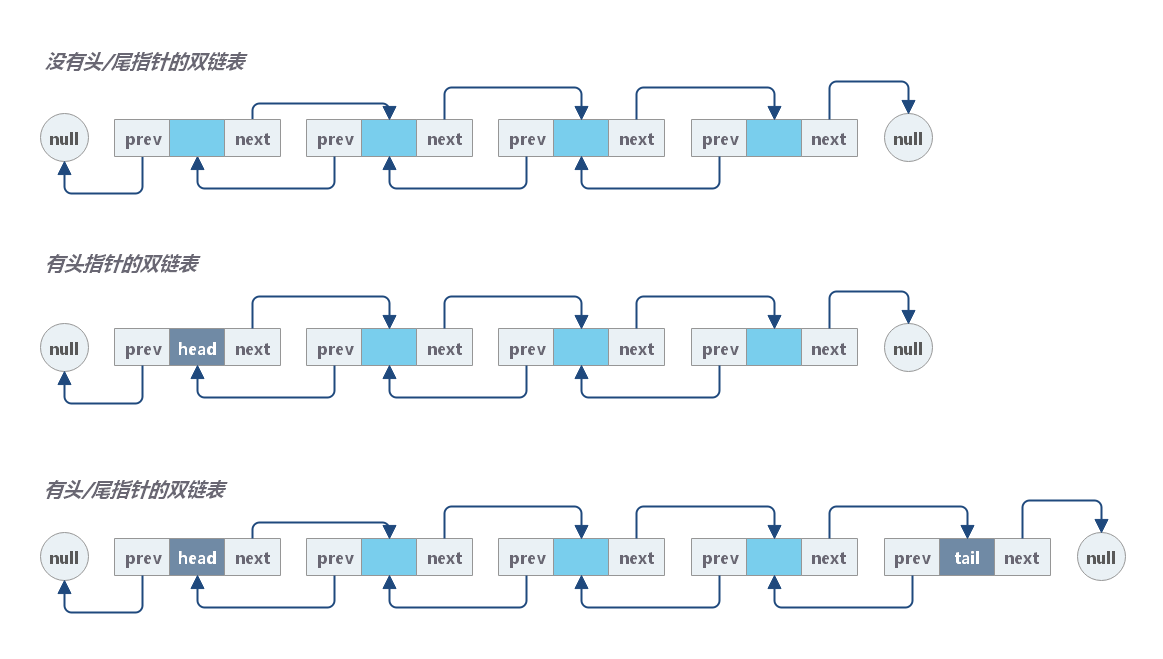 没有头/尾指针的双链表
null prev next prev next prev next prev next null
有头指针的双链表
null prev head next prev next prev next prev next null
有头/尾指针的双链表
null prev head next prev next prev next prev next prev tail next null